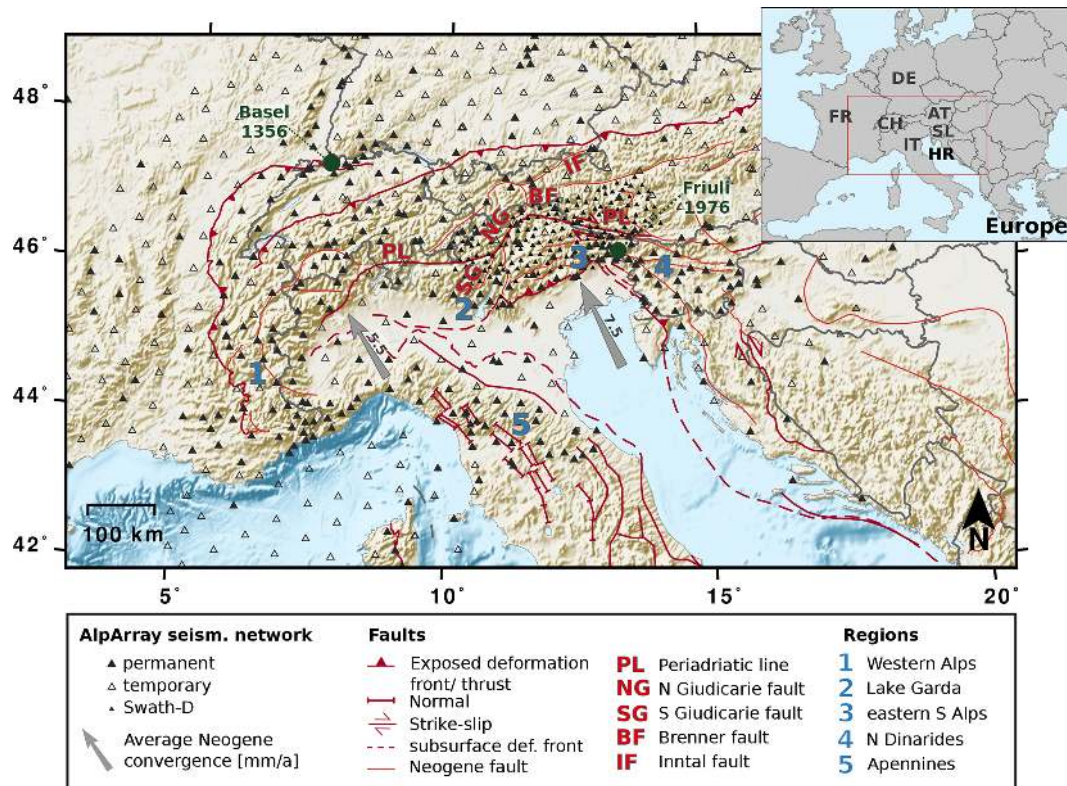 Basel
1356
IF
BF
Friuli
1976
NG
PL
PL
SG
3
4
2
5.5
7.5
1
5
100 km
N
48°
46°
44°
42°
5°
10°
15°
20°
DE
FR
AT
CH
SL
IT
HR
Europe
AlpArray seism. network
permanent
temporary
Swath-D
Average Neogene
convergence [mm/a]
Faults
Exposed deformation
front/ thrust
Normal
Strike-slip
subsurface def. front
Neogene fault
PL Periadriatic line
NG N Giudicarie fault
SG S Giudicarie fault
BF Brenner fault
IF Inntal fault
Regions
1 Western Alps
2 Lake Garda
3 eastern S Alps
4 N Dinarides
5 Apennines